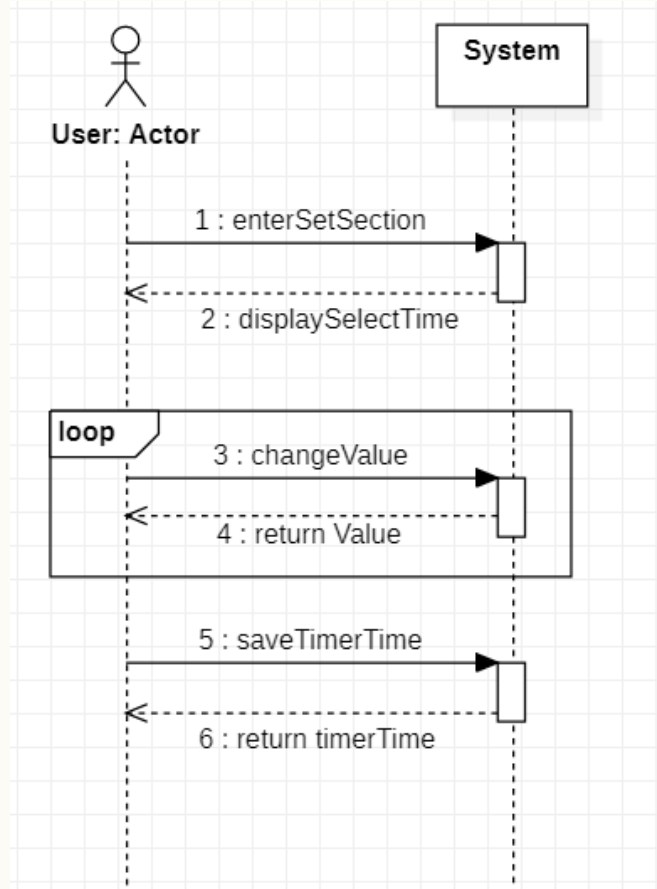 System
User: Actor
1 : enterSetSection
2 : displaySelectTime
loop
3 : changeValue
4 : return Value
5 : saveTimerTime
6 : return timerTime